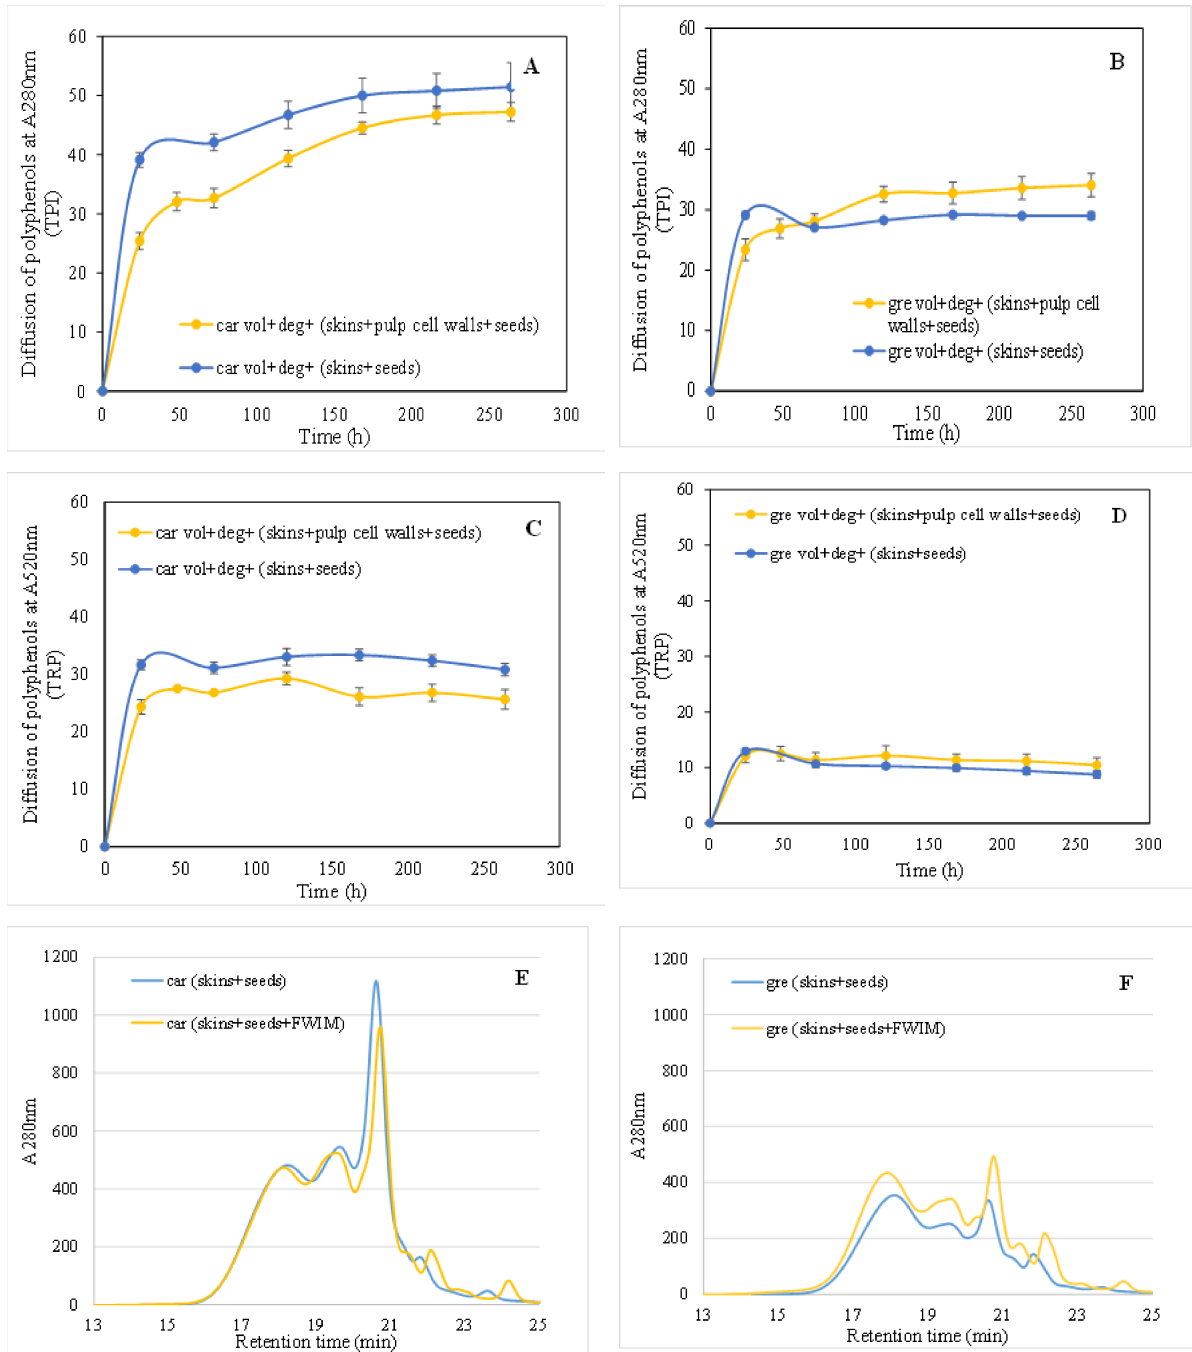 A
Diffusion of polyphenols at A280nm
(TPI)
60
50
40
30
20
10
0
car vol+deg+ (skins+pulp cell walls+seeds)
car vol+deg+ (skins+seeds)
0 50 100 150 200 250 300
Time (h)
B
Diffusion of polyphenols at A280nm
(TPI)
60
50
40
30
20
10
0
gre vol+deg+ (skins+pulp cell
walls+seeds)
gre vol+deg+ (skins+seeds)
0 50 100 150 200 250 300
Time (h)
C
Diffusion of polyphenols at A520nm
(TRP)
60
50
40
30
20
10
0
car vol+deg+ (skins+pulp cell walls+seeds)
car vol+deg+ (skins+seeds)
0 50 100 150 200 250 300
Time (h)
D
Diffusion of polyphenols at A520nm
(TRP)
60
50
40
30
20
10
0
gre vol+deg+ (skins+pulp cell walls+seeds)
gre vol+deg+ (skins+seeds)
0 50 100 150 200 250 300
Time (h)
E
A280nm
1200
1000
800
600
400
200
0
car (skins+seeds)
car (skins+seeds+FWIM)
13 15 17 19 21 23 25
Retention time (min)
F
A280nm
1200
1000
800
600
400
200
0
gre (skins+seeds)
gre (skins+seeds+FWIM)
13 15 17 19 21 23 25
Retention time (min)